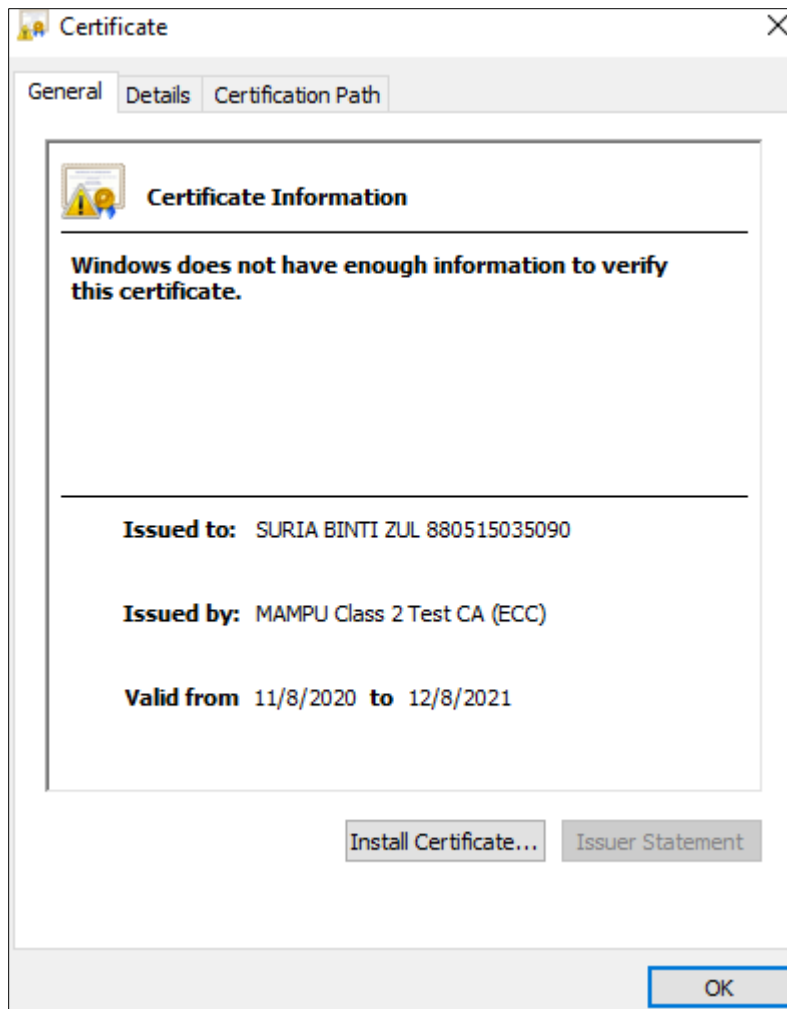 Certificate
General Details Certification Path
Certificate Information
Windows does not have enough information to verify
this certificate.
Issued to: SURIA BINTI ZUL 880515035090
Issued by: MAMPU Class 2 Test CA (ECC)
Valid from 11/8/2020 to 12/8/2021
Install Certificate... Issuer Statement
OK